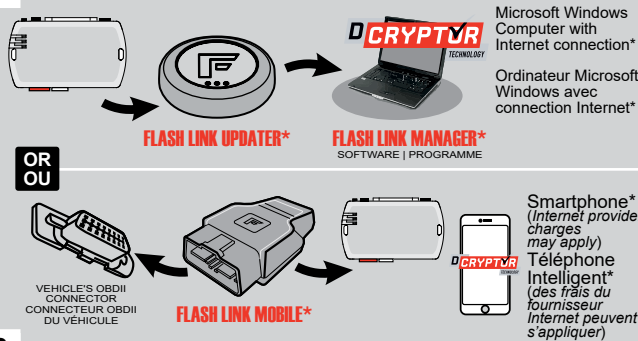 Microsoft Windows
Computer with
Internet connection*
Ordinateur Microsoft
Windows avec
connection Internet*
DCRYPTOR
TECHNOLOGY
FLASH LINK UPDATER*
FLASH LINK MANAGER*
SOFTWARE | PROGRAMME
OR
OU
VEHICLE'S OBDII
CONNECTOR
CONNECTEUR OBDII
DU VÉHICULE
FLASH LINK MOBILE*
DCRYPTOR
TECHNOLOGY
Smartphone*
(Internet provide
charges
may apply)
Téléphone
Intelligent*
(des frais du
fournisseur
Internet peuvent
s'appliquer)